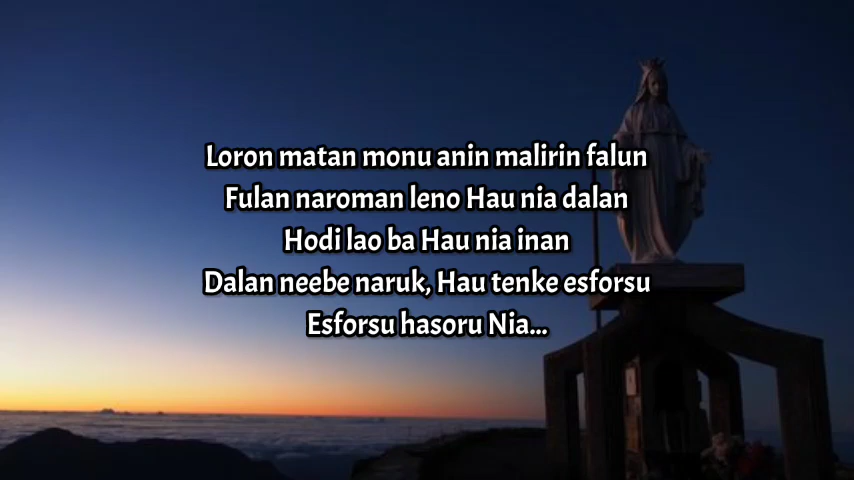 Loron matan monu anin malirin falun
Fulan naroman leno Hau nia dalan
Hodi lao ba Hau nia inan
Dalan neebe naruk, Hau tenke esforsu
Esforsu hasoru Nia...